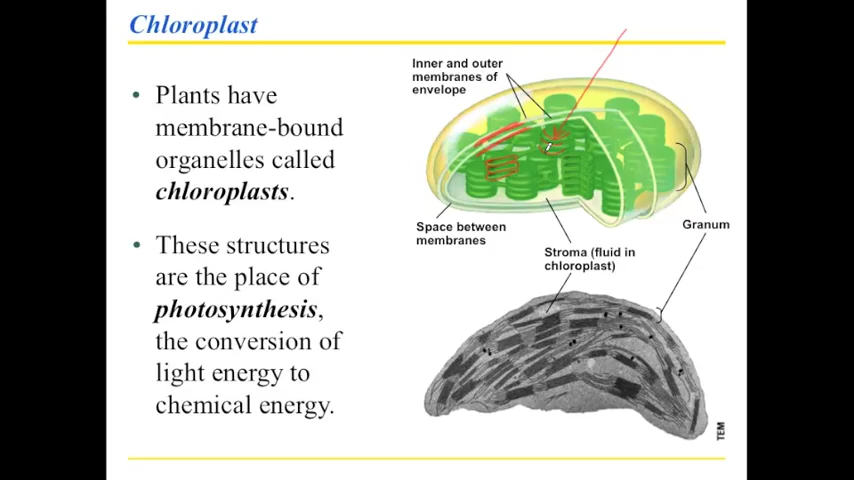 Chloroplast
• Plants have
membrane-bound
organelles called
chloroplasts.
• These structures
are the place of
photosynthesis,
the conversion of
light energy to
chemical energy.
Inner and outer
membranes of
envelope
Space between
membranes
Stroma (fluid in
chloroplast)
Granum
TEM